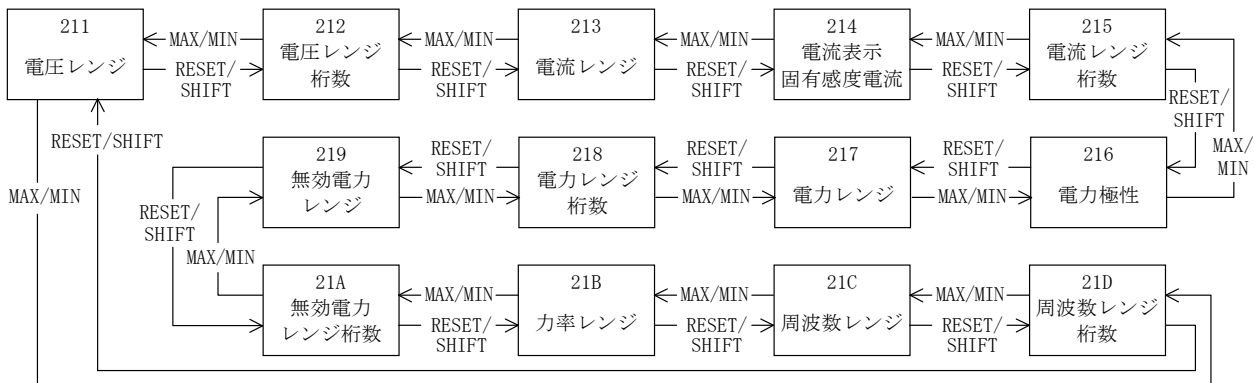 211
電圧レンジ
MAX/MIN
RESET/
SHIFT
212
電圧レンジ
桁数
MAX/MIN
RESET/
SHIFT
213
電流レンジ
MAX/MIN
RESET/
SHIFT
214
電流表示
固有感度電流
MAX/MIN
RESET/
SHIFT
215
電流レンジ
桁数
RESET/
SHIFT
MAX/
MIN
RESET/SHIFT
MAX/MIN
219
無効電力
レンジ
RESET/
SHIFT
MAX/MIN
218
電力レンジ
桁数
RESET/
SHIFT
MAX/MIN
217
電力レンジ
RESET/
SHIFT
MAX/MIN
216
電力極性
RESET/
SHIFT
MAX/MIN
21A
無効電力
レンジ桁数
MAX/MIN
RESET/
SHIFT
21B
力率レンジ
MAX/MIN
RESET/
SHIFT
21C
周波数レンジ
MAX/MIN
RESET/
SHIFT
21D
周波数レンジ
桁数